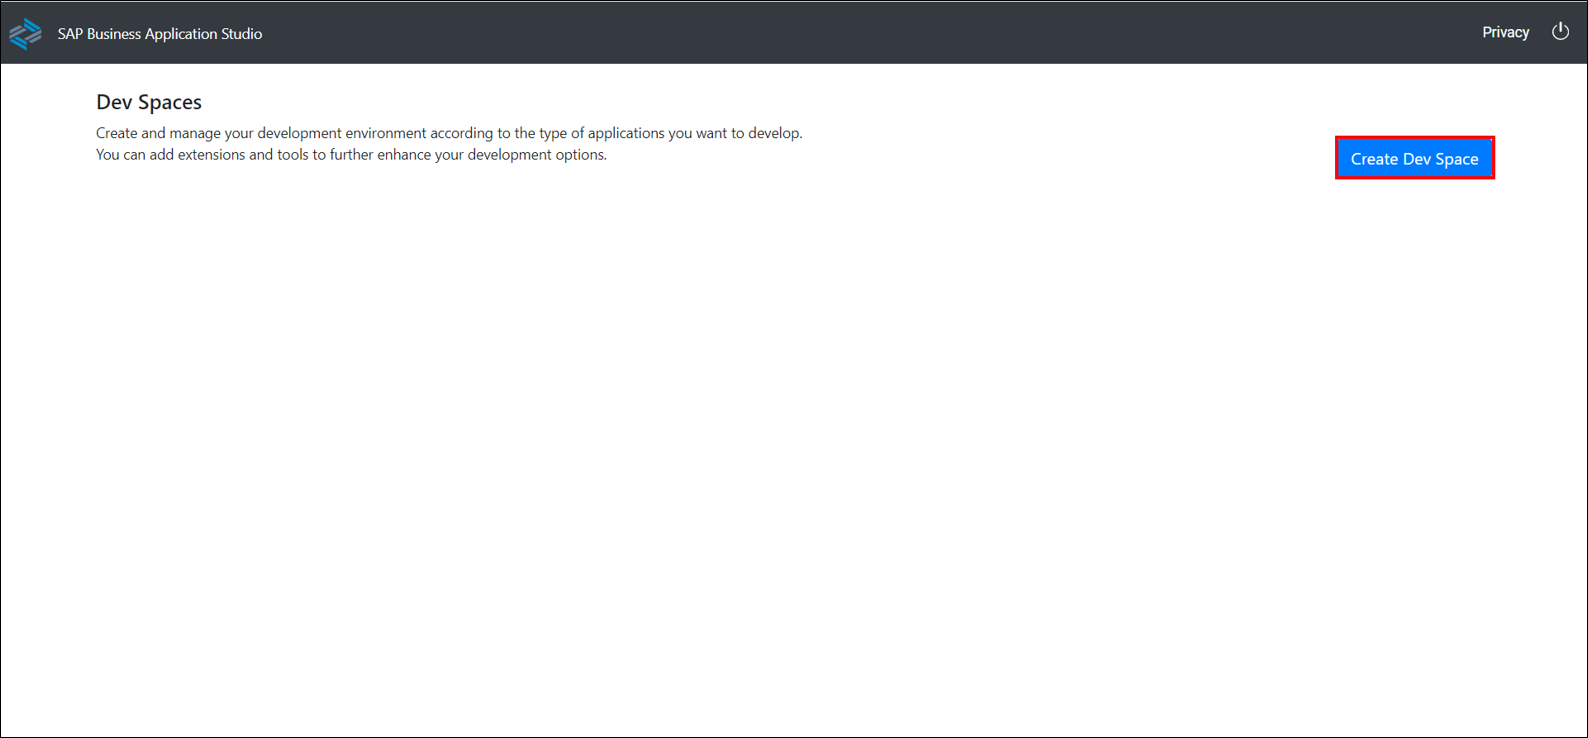 SAP Business Application Studio
Privacy
Dev Spaces
Create and manage your development environment according to the type of applications you want to develop.
You can add extensions and tools to further enhance your development options.
Create Dev Space